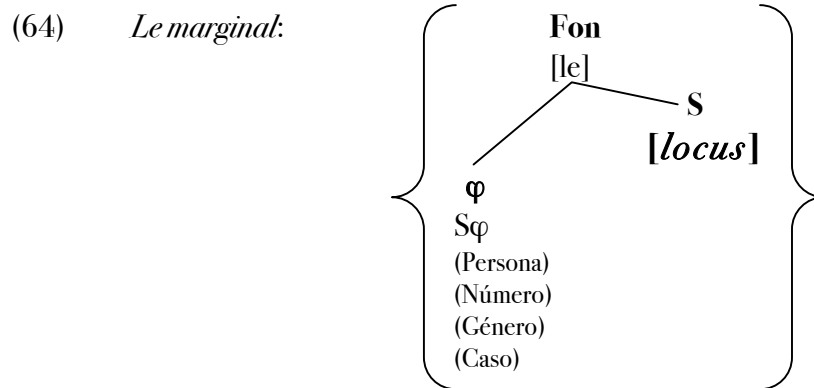 (64) Le marginal: Fon
[le]
S
[locus]
φ
Sφ
(Persona)
(Número)
(Género)
(Caso)